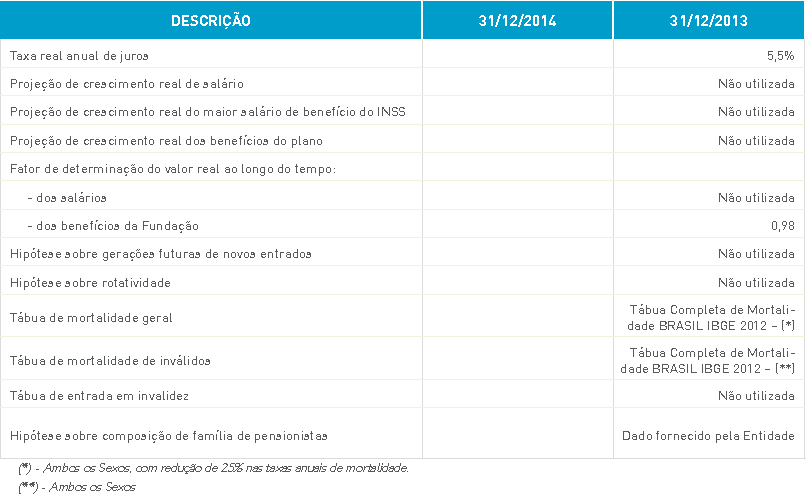 DESCRIÇÃO 31/12/2014 31/12/2013
Taxa real anual de juros 5,5%
Projeção de crescimento real de salário Não utilizada
Projeção de crescimento real do maior salário de benefício do INSS Não utilizada
Projeção de crescimento real dos benefícios do plano Não utilizada
Fator de determinação do valor real ao longo do tempo:
- dos salários Não utilizada
- dos benefícios da Fundação 0,98
Hipótese sobre gerações futuras de novos entrados Não utilizada
Hipótese sobre rotatividade Não utilizada
Tábua de mortalidade geral Tábua Completa de Mortali-
dade BRASIL IBGE 2012 – (*)
Tábua de mortalidade de inválidos Tábua Completa de Mortali-
dade BRASIL IBGE 2012 – (**)
Tábua de entrada em invalidez Não utilizada
Hipótese sobre composição de família de pensionistas Dado fornecido pela Entidade
(*) - Ambos os Sexos, com redução de 25% nas taxas anuais de mortalidade.
(**) - Ambos os Sexos